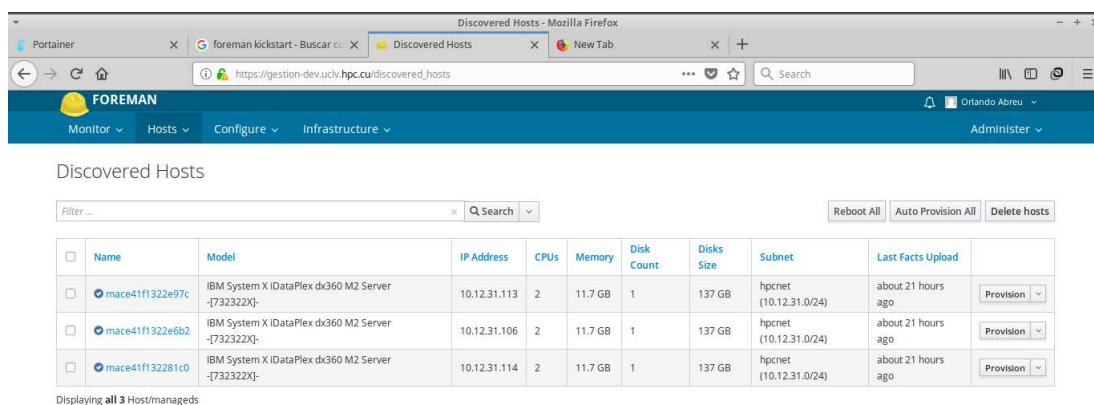 Discovered Hosts - Mozilla Firefox
Portainer
foreman kickstart - Buscar c
Discovered Hosts
New Tab
https://gestion-dev.uclv.hpc.cu/discovered_hosts
Search
FOREMAN
Orlando Abreu
Monitor
Hosts
Configure
Infrastructure
Administer
Discovered Hosts
Filter ...
Search
Reboot All
Auto Provision All
Delete hosts
Name
Model
IP Address
CPUs
Memory
Disk
Count
Disks
Size
Subnet
Last Facts Upload
mace41f1322e97c
IBM System X iDataPlex dx360 M2 Server
-[732322X]-
10.12.31.113
2
11.7 GB
1
137 GB
hpcnet
(10.12.31.0/24)
about 21 hours
ago
Provision
mace41f1322e6b2
IBM System X iDataPlex dx360 M2 Server
-[732322X]-
10.12.31.106
2
11.7 GB
1
137 GB
hpcnet
(10.12.31.0/24)
about 21 hours
ago
Provision
mace41f132281c0
IBM System X iDataPlex dx360 M2 Server
-[732322X]-
10.12.31.114
2
11.7 GB
1
137 GB
hpcnet
(10.12.31.0/24)
about 21 hours
ago
Provision
Displaying all 3 Host/manageds